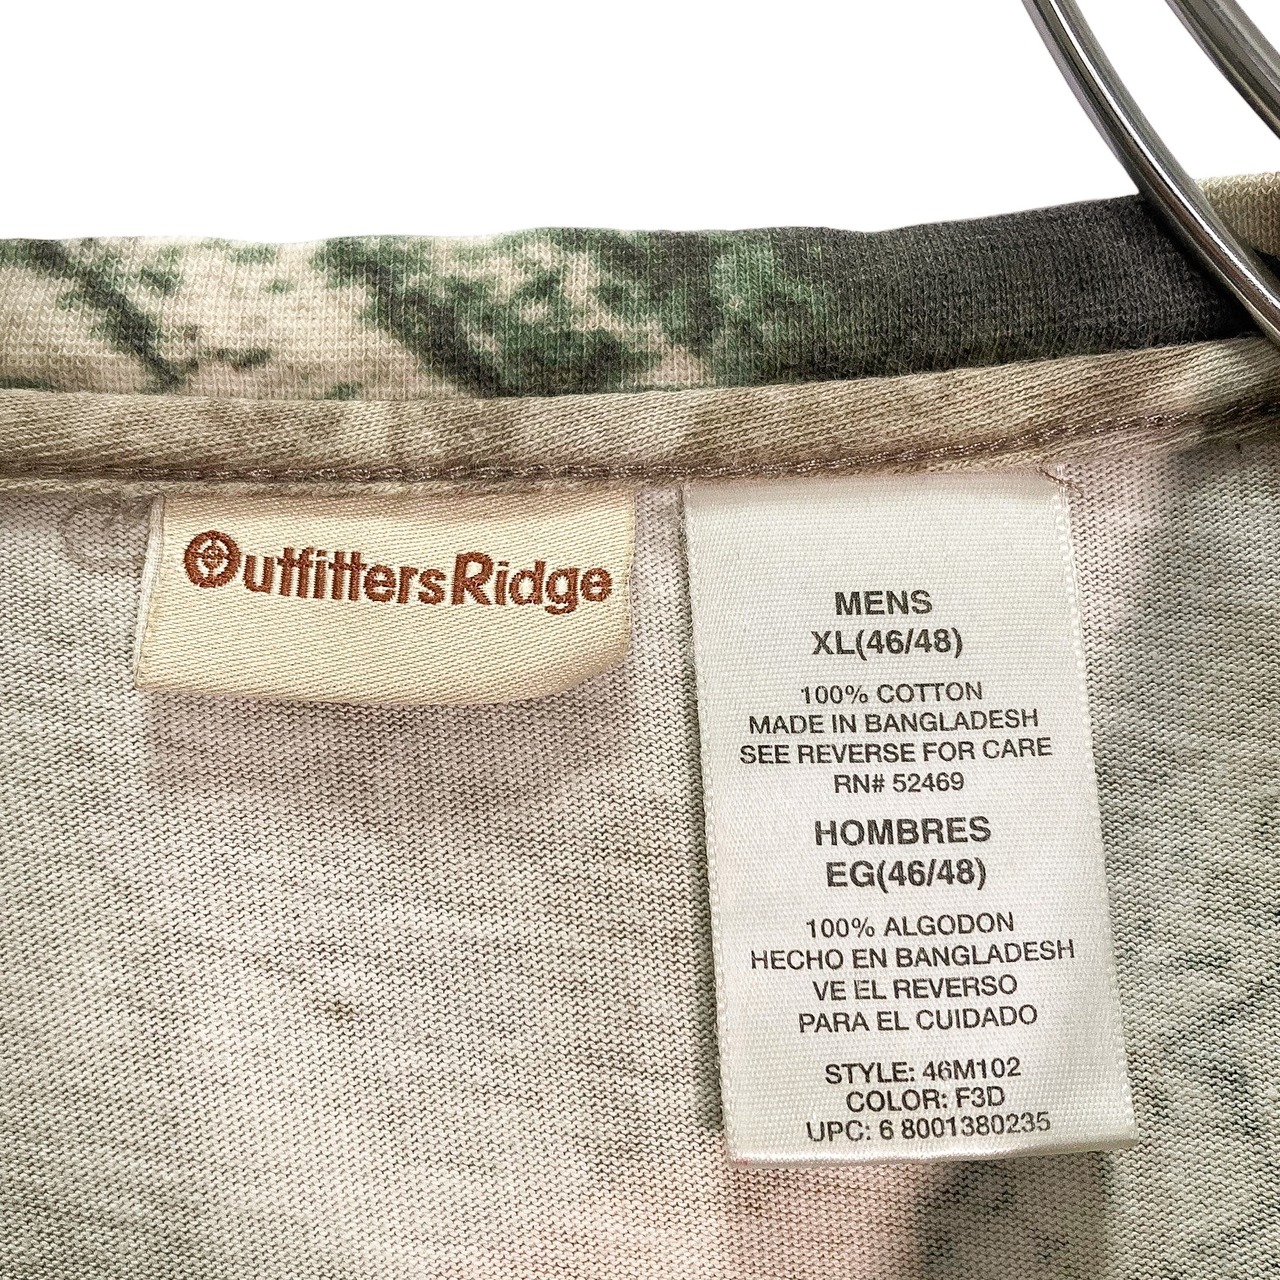 OutfittersRidge
MENS
XL(46/48)
100% COTTON
MADE IN BANGLADESH
SEE REVERSE FOR CARE
RN# 52469
HOMBRES
EG(46/48)
100% ALGODON
HECHO EN BANGLADESH
VE EL REVERSO
PARA EL CUIDADO
STYLE: 46M102
COLOR: F3D
UPC: 6 8001380235